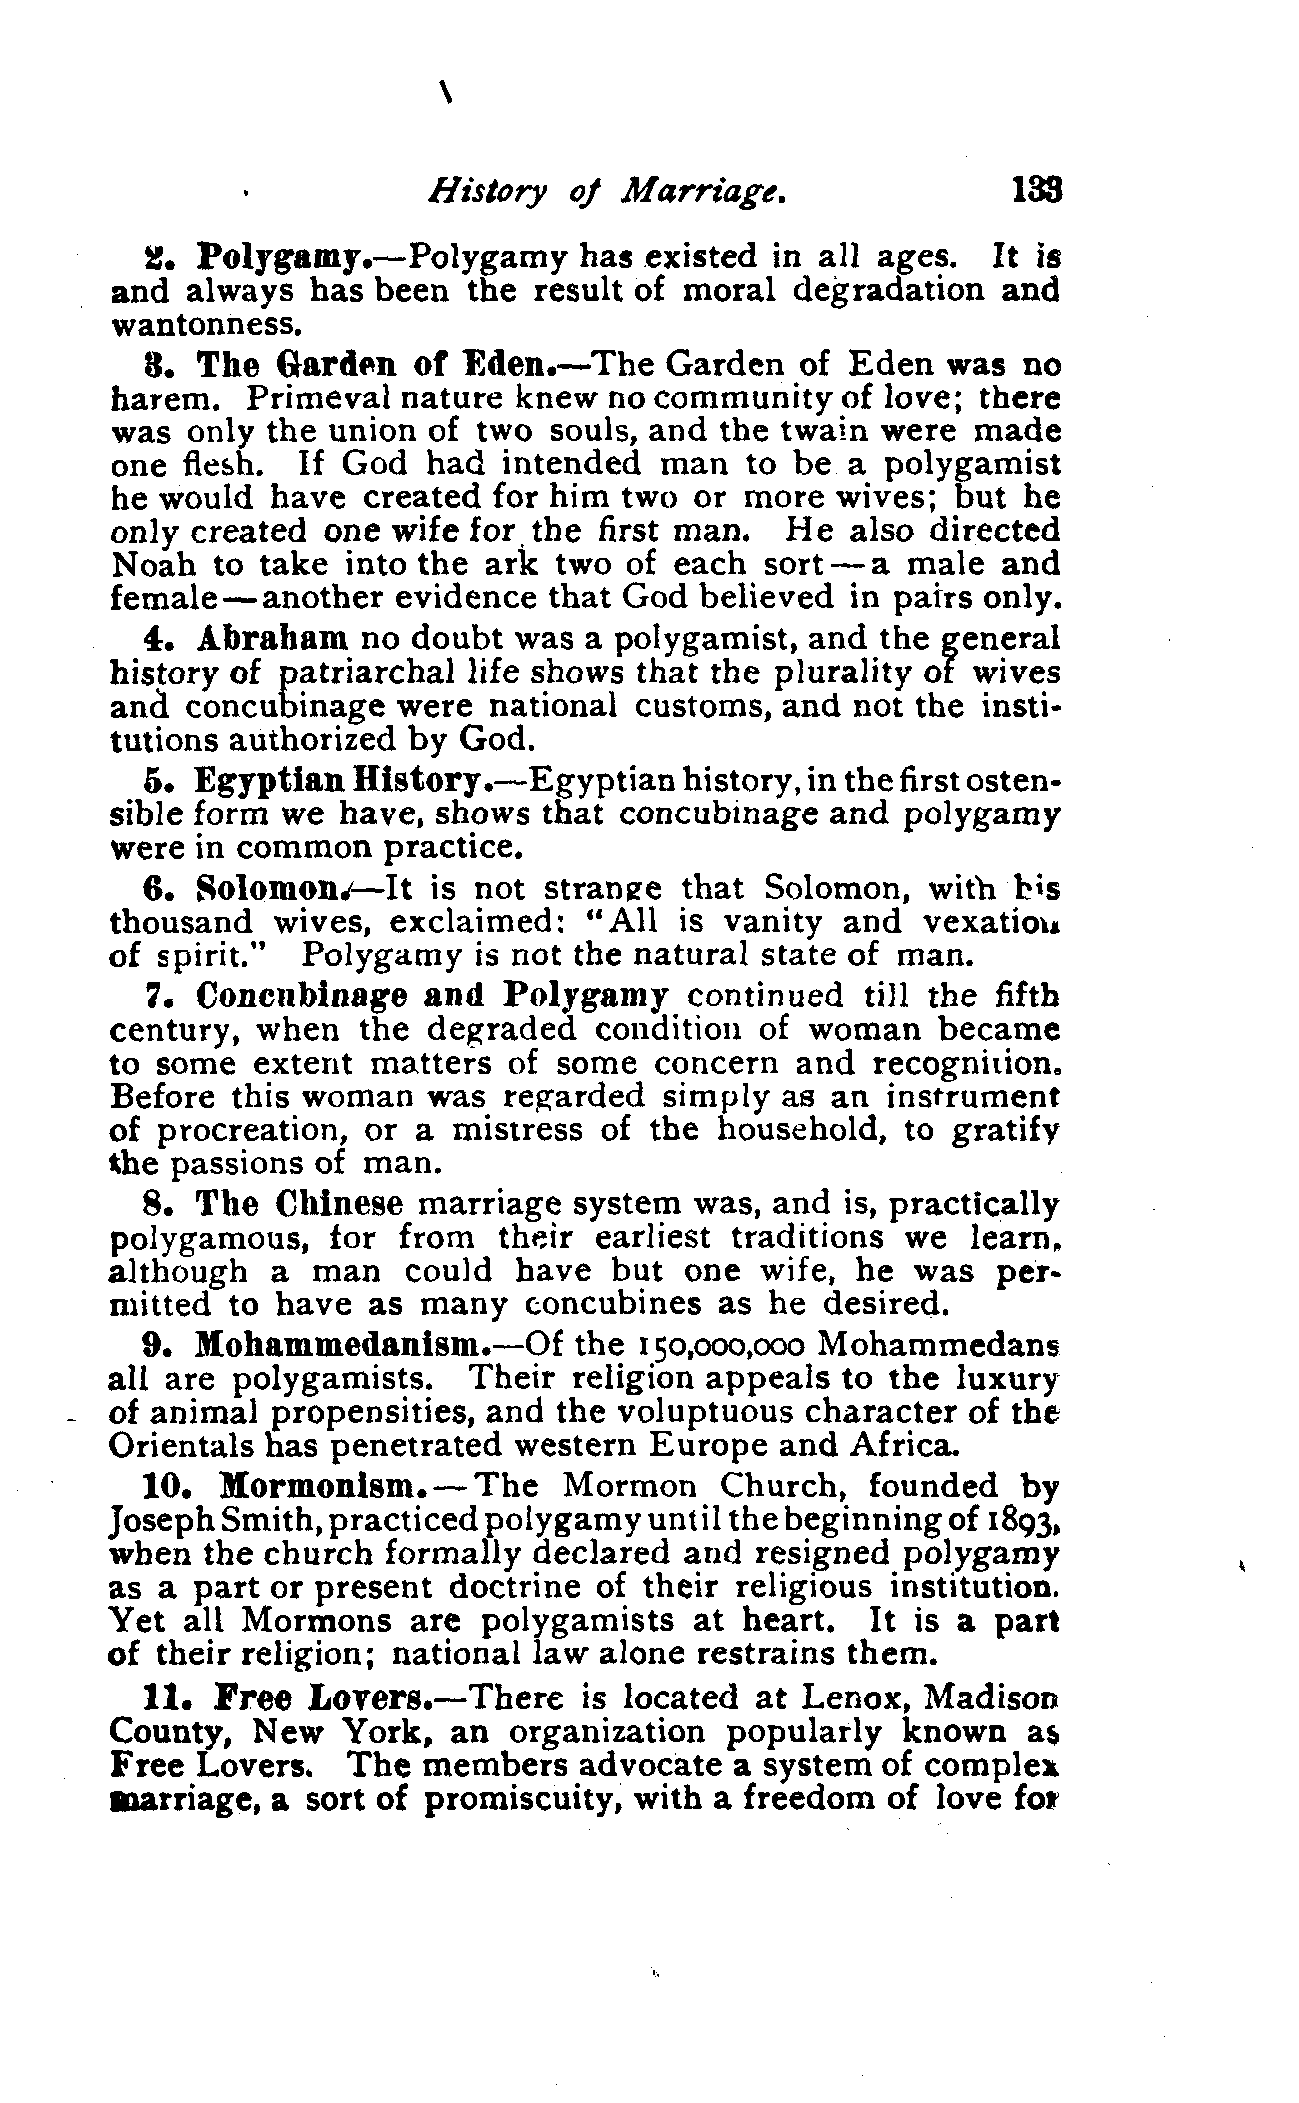 History of Marriage. 133
2. Polygamy.—Polygamy has existed in all ages. It is
and always has been the result of moral degradation and
wantonness.
3. The Garden of Eden.—The Garden of Eden was no
harem. Primeval nature knew no community of love; there
was only the union of two souls, and the twain were made
one flesh. If God had intended man to be a polygamist
he would have created for him two or more wives; but he
only created one wife for the first man. He also directed
Noah to take into the ark two of each sort—a male and
female—another evidence that God believed in pairs only.
4. Abraham no doubt was a polygamist, and the general
history of patriarchal life shows that the plurality of wives
and concubinage were national customs, and not the insti-
tutions authorized by God.
5. Egyptian History.—Egyptian history, in the first osten-
sible form we have, shows that concubinage and polygamy
were in common practice.
6. Solomon.—It is not strange that Solomon, with his
thousand wives, exclaimed: "All is vanity and vexation
of spirit." Polygamy is not the natural state of man.
7. Concubinage and Polygamy continued till the fifth
century, when the degraded condition of woman became
to some extent matters of some concern and recognition.
Before this woman was regarded simply as an instrument
of procreation, or a mistress of the household, to gratify
the passions of man.
8. The Chinese marriage system was, and is, practically
polygamous, for from their earliest traditions we learn,
although a man could have but one wife, he was per-
mitted to have as many concubines as he desired.
9. Mohammedanism.—Of the 150,000,000 Mohammedans
all are polygamists. Their religion appeals to the luxury
of animal propensities, and the voluptuous character of the
Orientals has penetrated western Europe and Africa.
10. Mormonism.—The Mormon Church, founded by
Joseph Smith, practiced polygamy until the beginning of 1893,
when the church formally declared and resigned polygamy
as a part or present doctrine of their religious institution.
Yet all Mormons are polygamists at heart. It is a part
of their religion; national law alone restrains them.
11. Free Lovers.—There is located at Lenox, Madison
County, New York, an organization popularly known as
Free Lovers. The members advocate a system of complex
marriage, a sort of promiscuity, with a freedom of love for